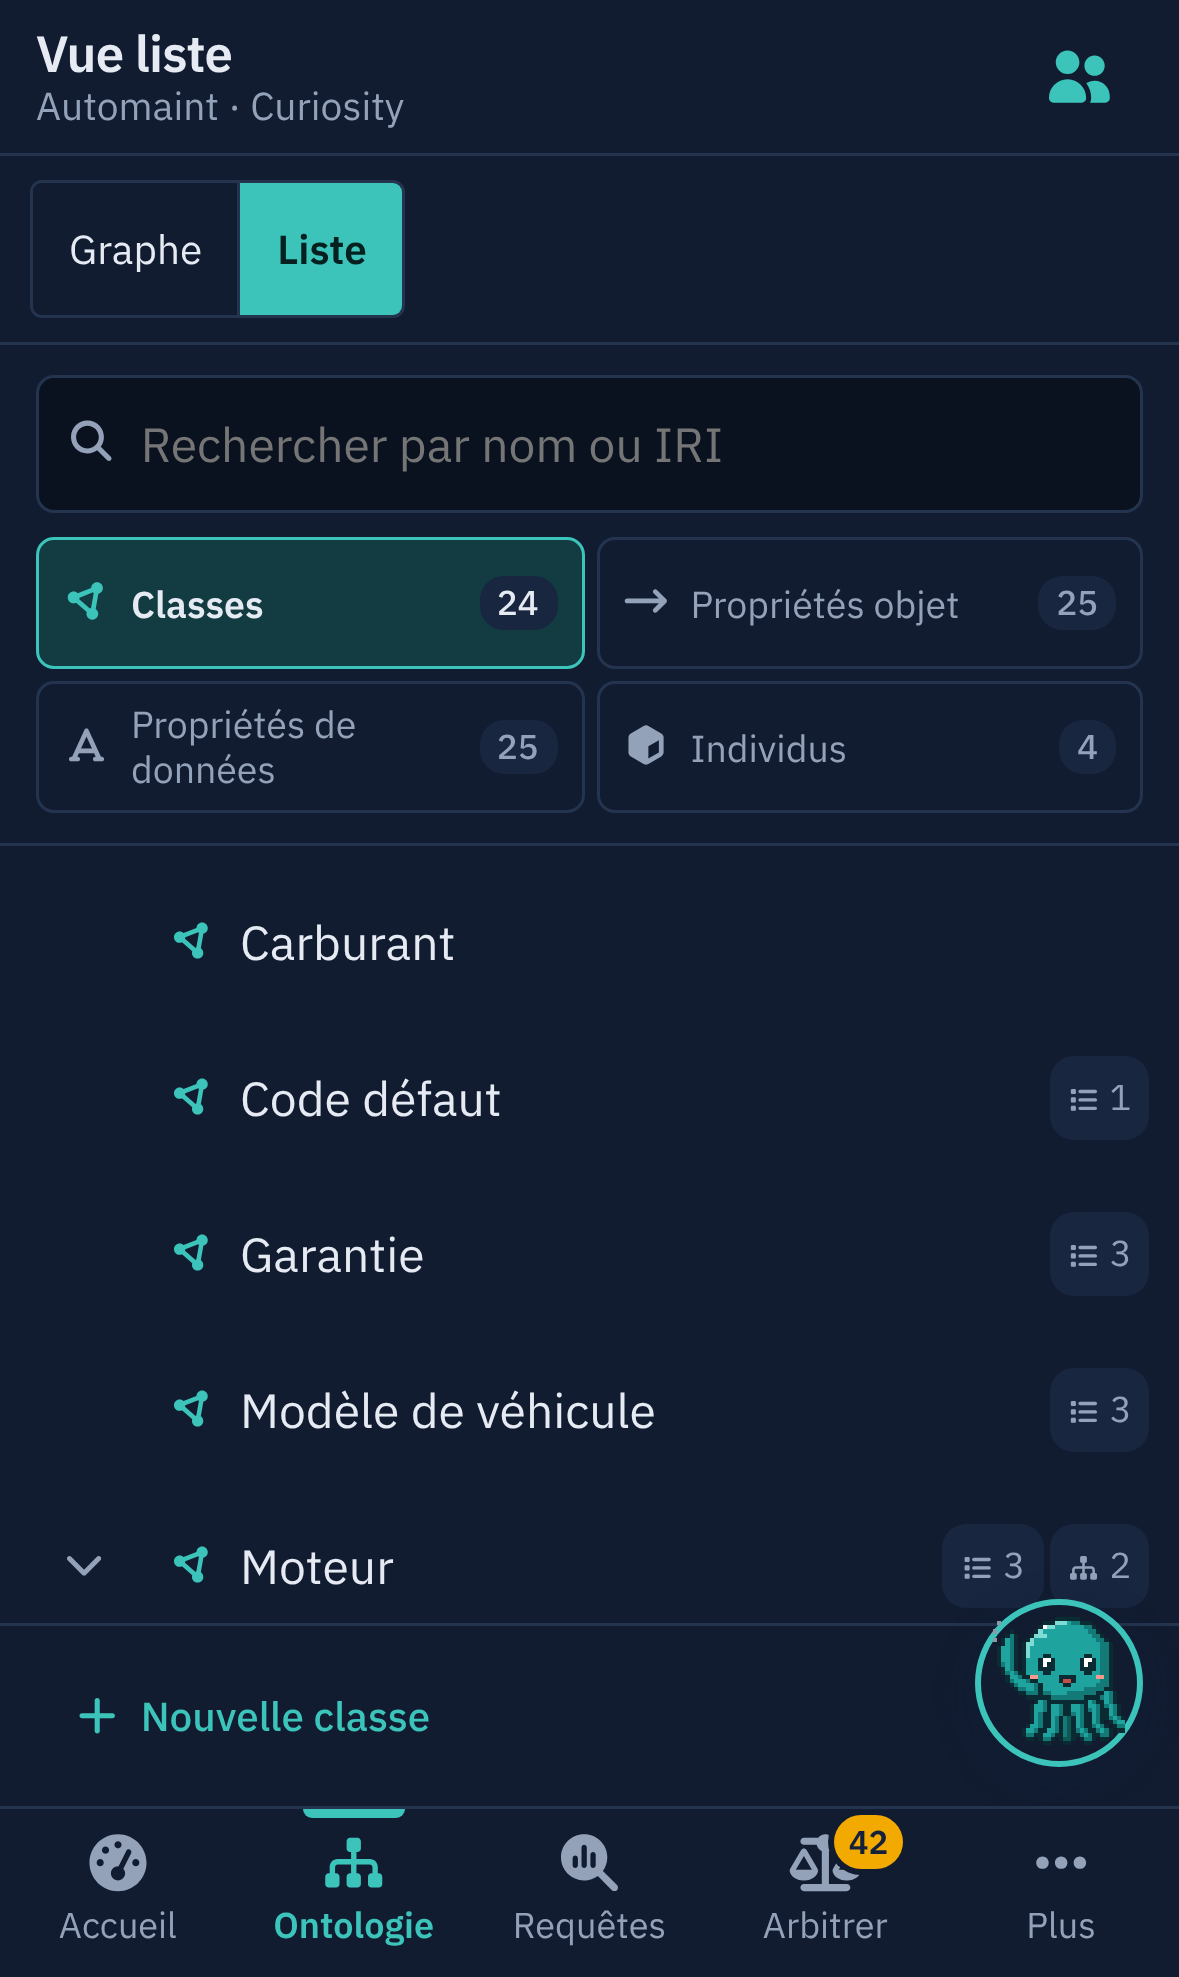 Vue liste
Automaint · Curiosity
Graphe
Liste
Rechercher par nom ou IRI
Classes
24
Propriétés objet
25
Propriétés de
données
25
Individus
4
Carburant
Code défaut
1
Garantie
3
Modèle de véhicule
3
Moteur
3
2
Nouvelle classe
42
Accueil
Ontologie
Requêtes
Arbitrer
Plus